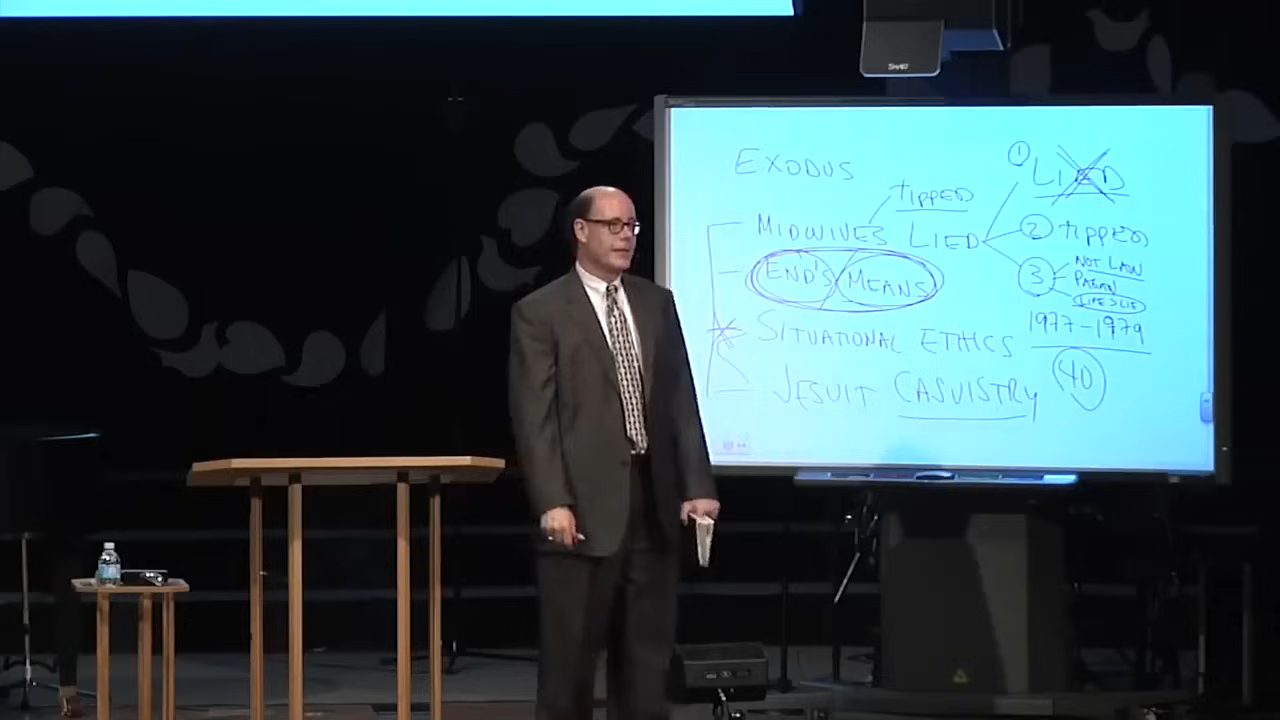 SMART
EXODUS
① LIED
tIPPED
MIDWIVES LIED
② tIPPED
END'S MEANS
③ NOT LAW
PAGAN
LIFE > LIE
SITUATIONAL ETHICS
1977-1979
JESUIT CASUISTRY
40